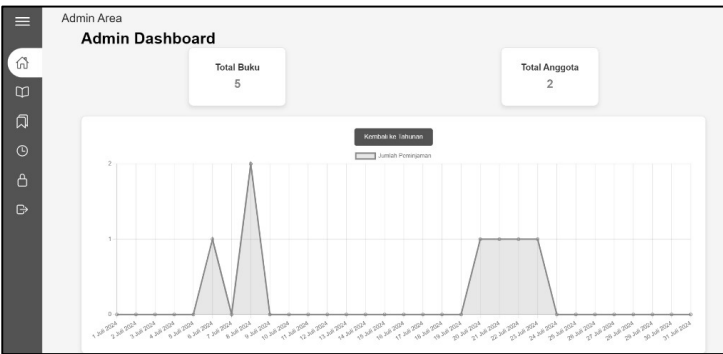 Admin Area
Admin Dashboard
Total Buku
5
Total Anggota
2
Kembali ke Tahunan
Jumlah Peminjaman
2
1
0
1 Juli 2024
2 Juli 2024
3 Juli 2024
4 Juli 2024
5 Juli 2024
6 Juli 2024
7 Juli 2024
8 Juli 2024
9 Juli 2024
10 Juli 2024
11 Juli 2024
12 Juli 2024
13 Juli 2024
14 Juli 2024
15 Juli 2024
16 Juli 2024
17 Juli 2024
18 Juli 2024
19 Juli 2024
20 Juli 2024
21 Juli 2024
22 Juli 2024
23 Juli 2024
24 Juli 2024
25 Juli 2024
26 Juli 2024
27 Juli 2024
28 Juli 2024
29 Juli 2024
30 Juli 2024
31 Juli 2024